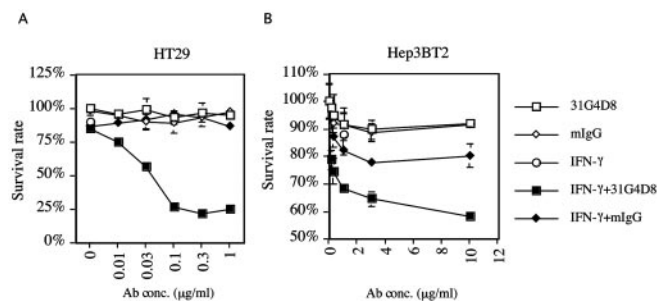 A
HT29
125%
100%
75%
50%
25%
0%
Survival rate
0
0.01
0.03
0.1
0.3
1
Ab conc. (μg/ml)
B
Hep3BT2
110%
100%
90%
80%
70%
60%
50%
Survival rate
0 2 4 6 8 10 12
Ab conc. (μg/ml)
31G4D8
mIgG
IFN-γ
IFN-γ+31G4D8
IFN-γ+mIgG